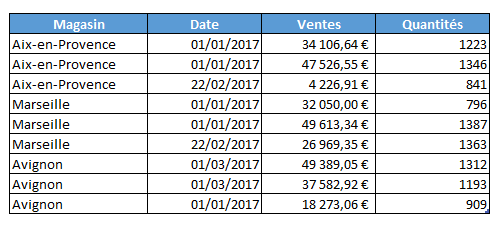 Magasin Date Ventes Quantités
Aix-en-Provence 01/01/2017 34 106,64 € 1223
Aix-en-Provence 01/01/2017 47 526,55 € 1346
Aix-en-Provence 22/02/2017 4 226,91 € 841
Marseille 01/01/2017 32 050,00 € 796
Marseille 01/01/2017 49 613,34 € 1387
Marseille 22/02/2017 26 969,35 € 1363
Avignon 01/03/2017 49 389,05 € 1312
Avignon 01/03/2017 37 582,92 € 1193
Avignon 01/01/2017 18 273,06 € 909